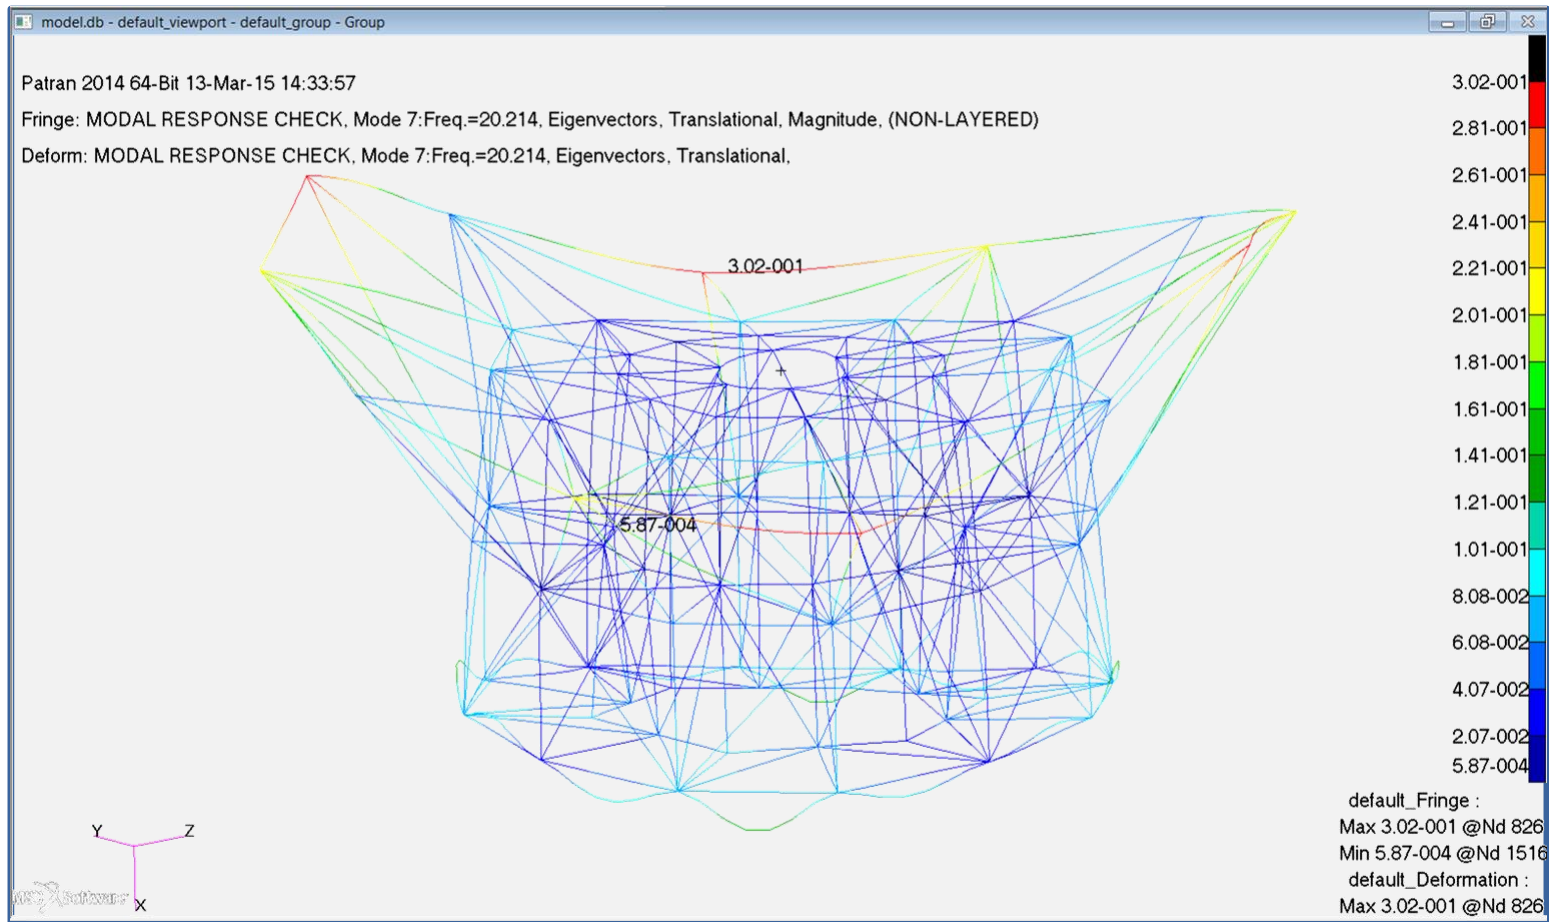 model.db - default_viewport - default_group - Group
Patran 2014 64-Bit 13-Mar-15 14:33:57
Fringe: MODAL RESPONSE CHECK, Mode 7:Freq.=20.214, Eigenvectors, Translational, Magnitude, (NON-LAYERED)
Deform: MODAL RESPONSE CHECK, Mode 7:Freq.=20.214, Eigenvectors, Translational,
3.02-001
2.81-001
2.61-001
2.41-001
2.21-001
2.01-001
1.81-001
1.61-001
1.41-001
1.21-001
1.01-001
8.08-002
6.08-002
4.07-002
2.07-002
5.87-004
3.02-001
5.87-004
default_Fringe :
Max 3.02-001 @Nd 826
Min 5.87-004 @Nd 1516
default_Deformation :
Max 3.02-001 @Nd 826
Y
Z
X
MSC Software